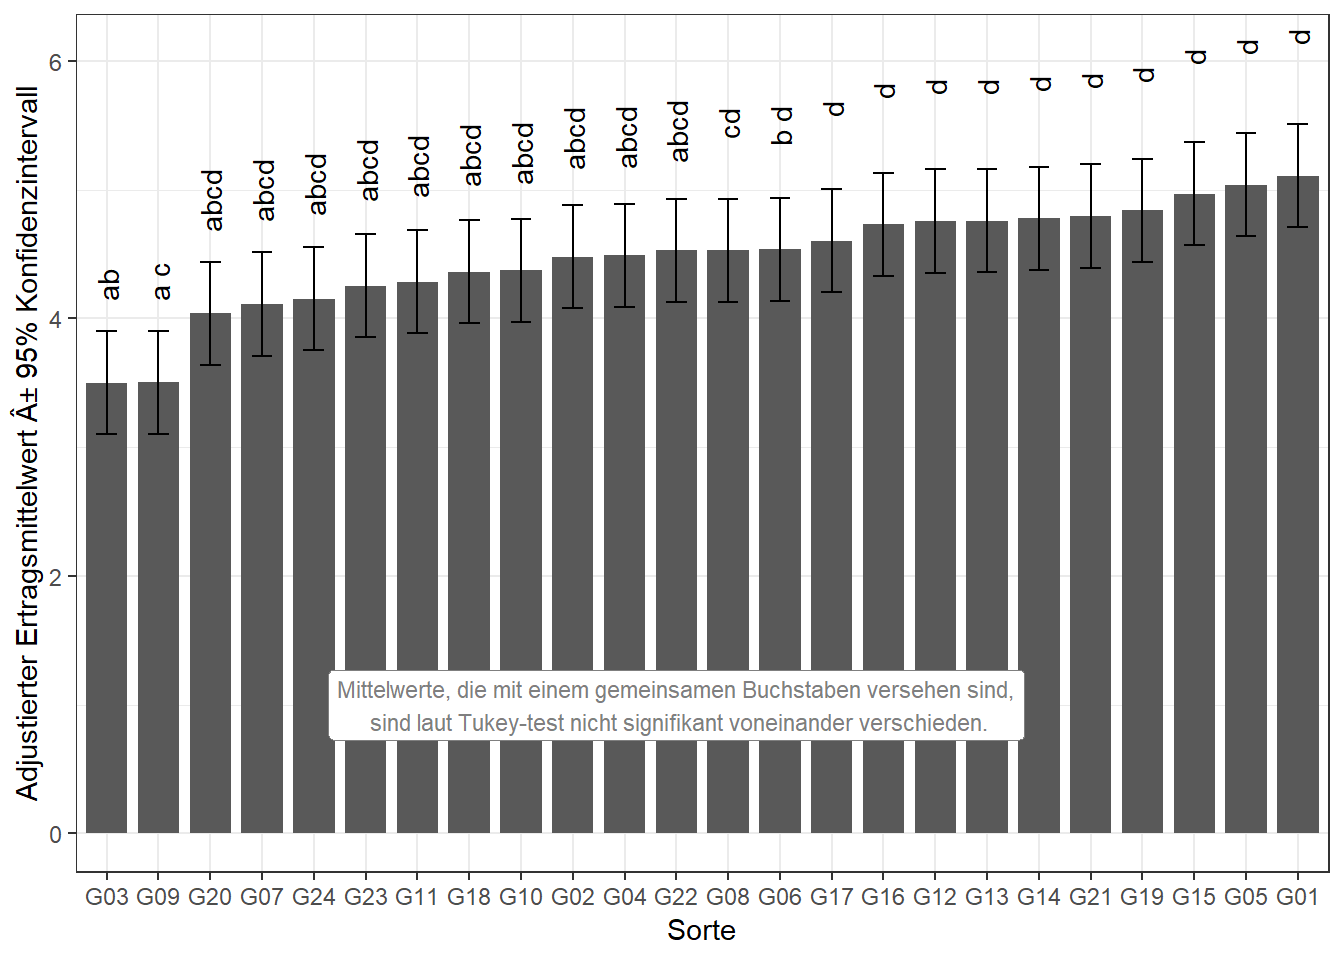 Adjustierter Ertragsmittelwert Â± 95% Konfidenzintervall
6
4
2
0
ab
a c
abcd
abcd
abcd
abcd
abcd
abcd
abcd
abcd
abcd
abcd
cd
b d
d
d
d
d
d
d
d
d
d
d
Mittelwerte, die mit einem gemeinsamen Buchstaben versehen sind,
sind laut Tukey-test nicht signifikant voneinander verschieden.
G03 G09 G20 G07 G24 G23 G11 G18 G10 G02 G04 G22 G08 G06 G17 G16 G12 G13 G14 G21 G19 G15 G05 G01
Sorte